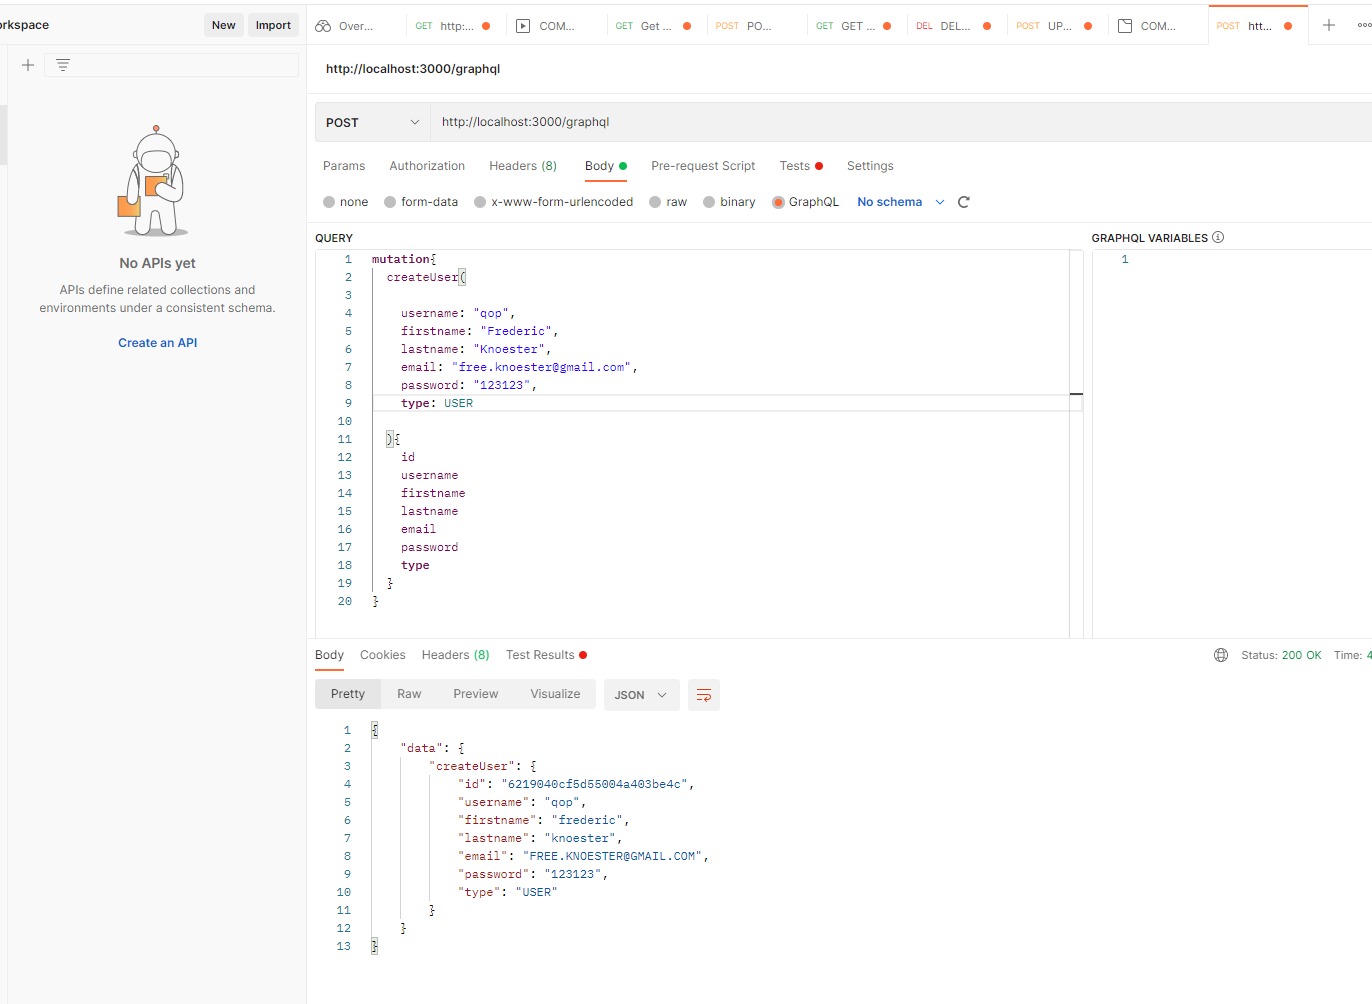 orkspace
New Import
Over...
GET http:...
COM...
GET Get ...
POST PO...
GET GET ...
DEL DEL...
POST UP...
COM...
POST htt...
No APIs yet
APIs define related collections and
environments under a consistent schema.
Create an API
http://localhost:3000/graphql
POST http://localhost:3000/graphql
Params Authorization Headers (8) Body Pre-request Script Tests Settings
none form-data x-www-form-urlencoded raw binary GraphQL No schema
QUERY
1 mutation{
2 createUser(
3
4 username: "qop",
5 firstname: "Frederic",
6 lastname: "Knoester",
7 email: "free.knoester@gmail.com",
8 password: "123123",
9 type: USER
10
11 ){
12 id
13 username
14 firstname
15 lastname
16 email
17 password
18 type
19 }
20 }
GRAPHQL VARIABLES
1
Body Cookies Headers (8) Test Results Status: 200 OK Time: 4
Pretty Raw Preview Visualize JSON
1 {
2 "data": {
3 "createUser": {
4 "id": "6219040cf5d55004a403be4c",
5 "username": "qop",
6 "firstname": "frederic",
7 "lastname": "knoester",
8 "email": "FREE.KNOESTER@GMAIL.COM",
9 "password": "123123",
10 "type": "USER"
11 }
12 }
13 }